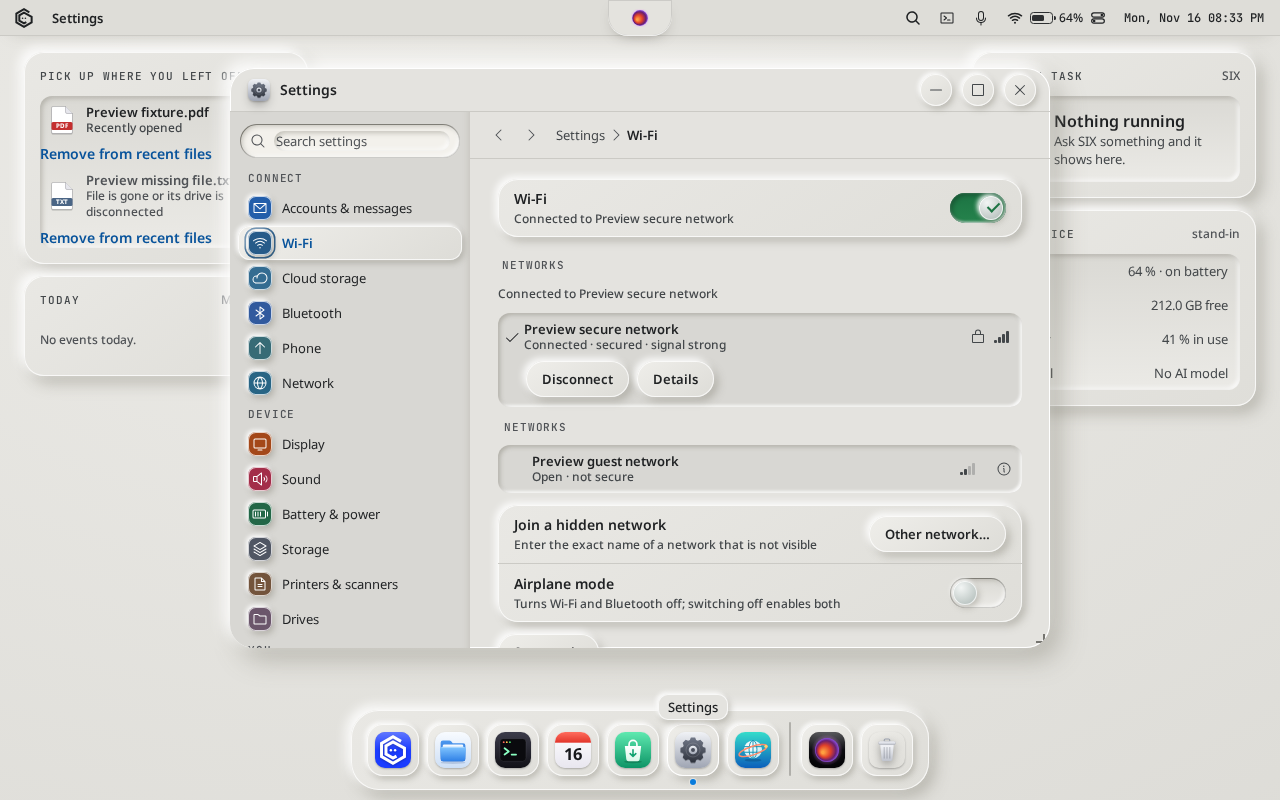 Settings
64%
Mon, Nov 16 08:33 PM
PICK UP WHERE YOU LEFT
Preview fixture.pdf
Recently opened
Remove from recent files
Preview missing file.tx
File is gone or its drive is
disconnected
Remove from recent files
TODAY
No events today.
Settings
Search settings
CONNECT
Accounts & messages
Wi-Fi
Cloud storage
Bluetooth
Phone
Network
DEVICE
Display
Sound
Battery & power
Storage
Printers & scanners
Drives
Settings
Wi-Fi
Wi-Fi
Connected to Preview secure network
NETWORKS
Connected to Preview secure network
Preview secure network
Connected · secured · signal strong
Disconnect
Details
NETWORKS
Preview guest network
Open · not secure
Join a hidden network
Enter the exact name of a network that is not visible
Other network...
Airplane mode
Turns Wi-Fi and Bluetooth off; switching off enables both
TASK
SIX
Nothing running
Ask SIX something and it
shows here.
ICE
stand-in
64 % · on battery
212.0 GB free
41 % in use
No AI model
Settings
PDF
TXT
16